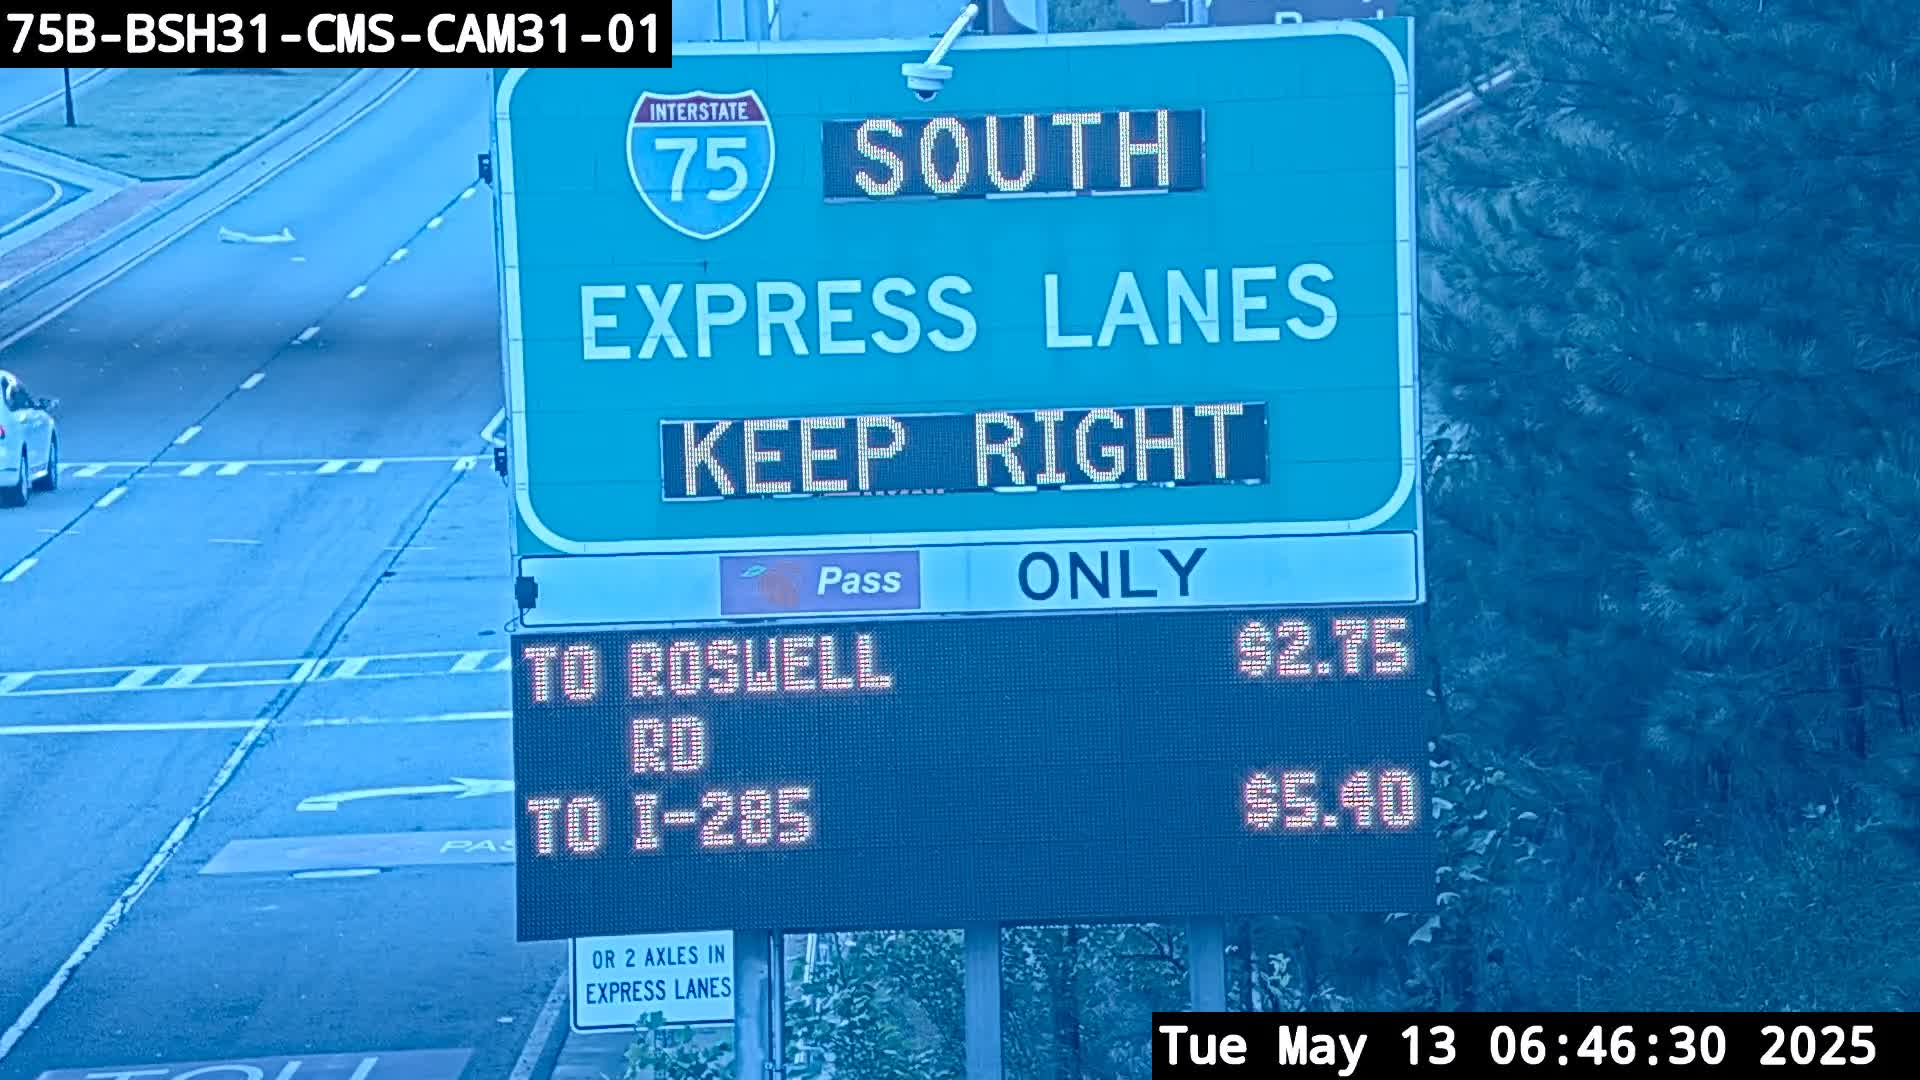 75B-BSH31-CMS-CAM31-01
INTERSTATE
75
SOUTH
EXPRESS LANES
KEEP RIGHT
Pass ONLY
TO ROSWELL $2.75
RD
TO I-285 $5.40
OR 2 AXLES IN
EXPRESS LANES
TOLL
Tue May 13 06:46:30 2025